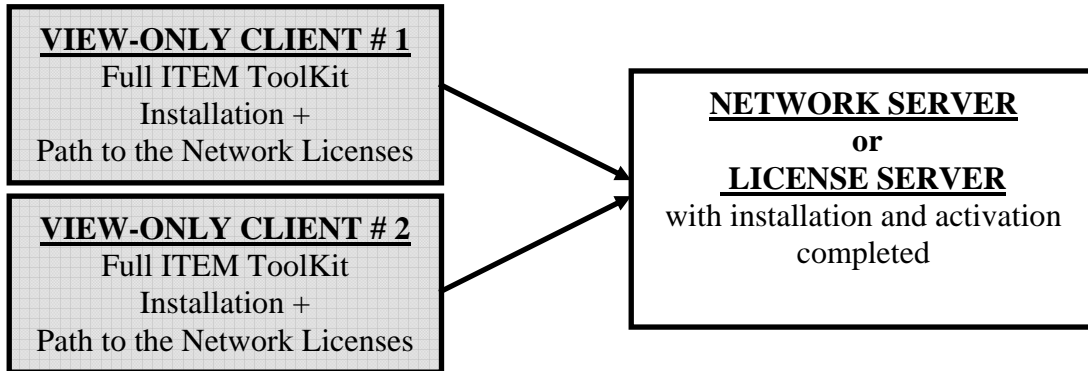 VIEW-ONLY CLIENT # 1
Full ITEM ToolKit
Installation +
Path to the Network Licenses
VIEW-ONLY CLIENT # 2
Full ITEM ToolKit
Installation +
Path to the Network Licenses
NETWORK SERVER
or
LICENSE SERVER
with installation and activation
completed